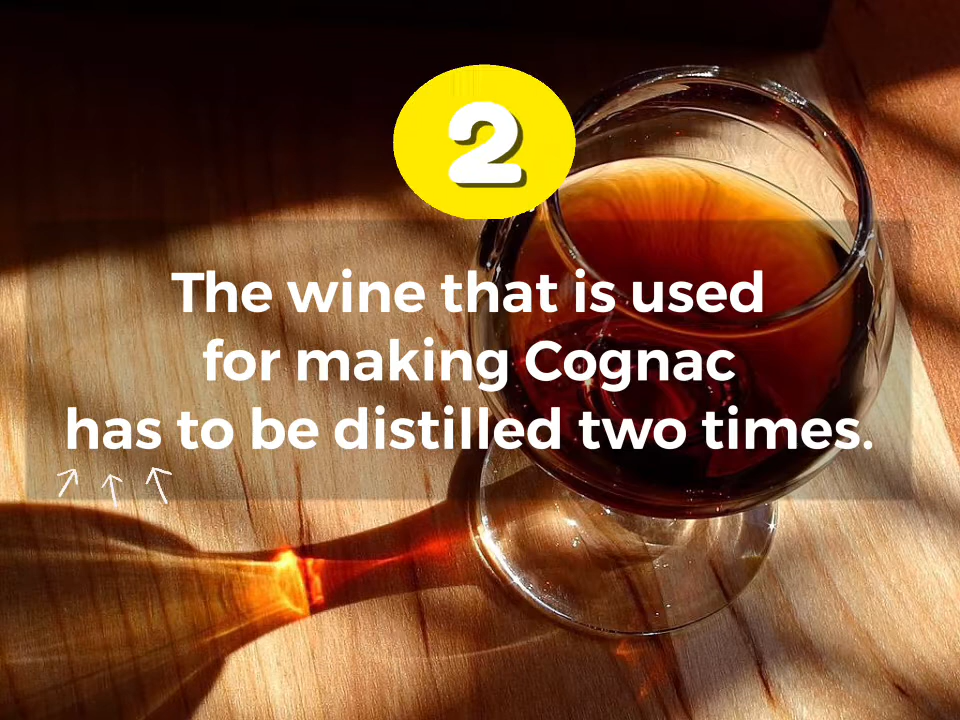 2
The wine that is used
for making Cognac
has to be distilled two times.